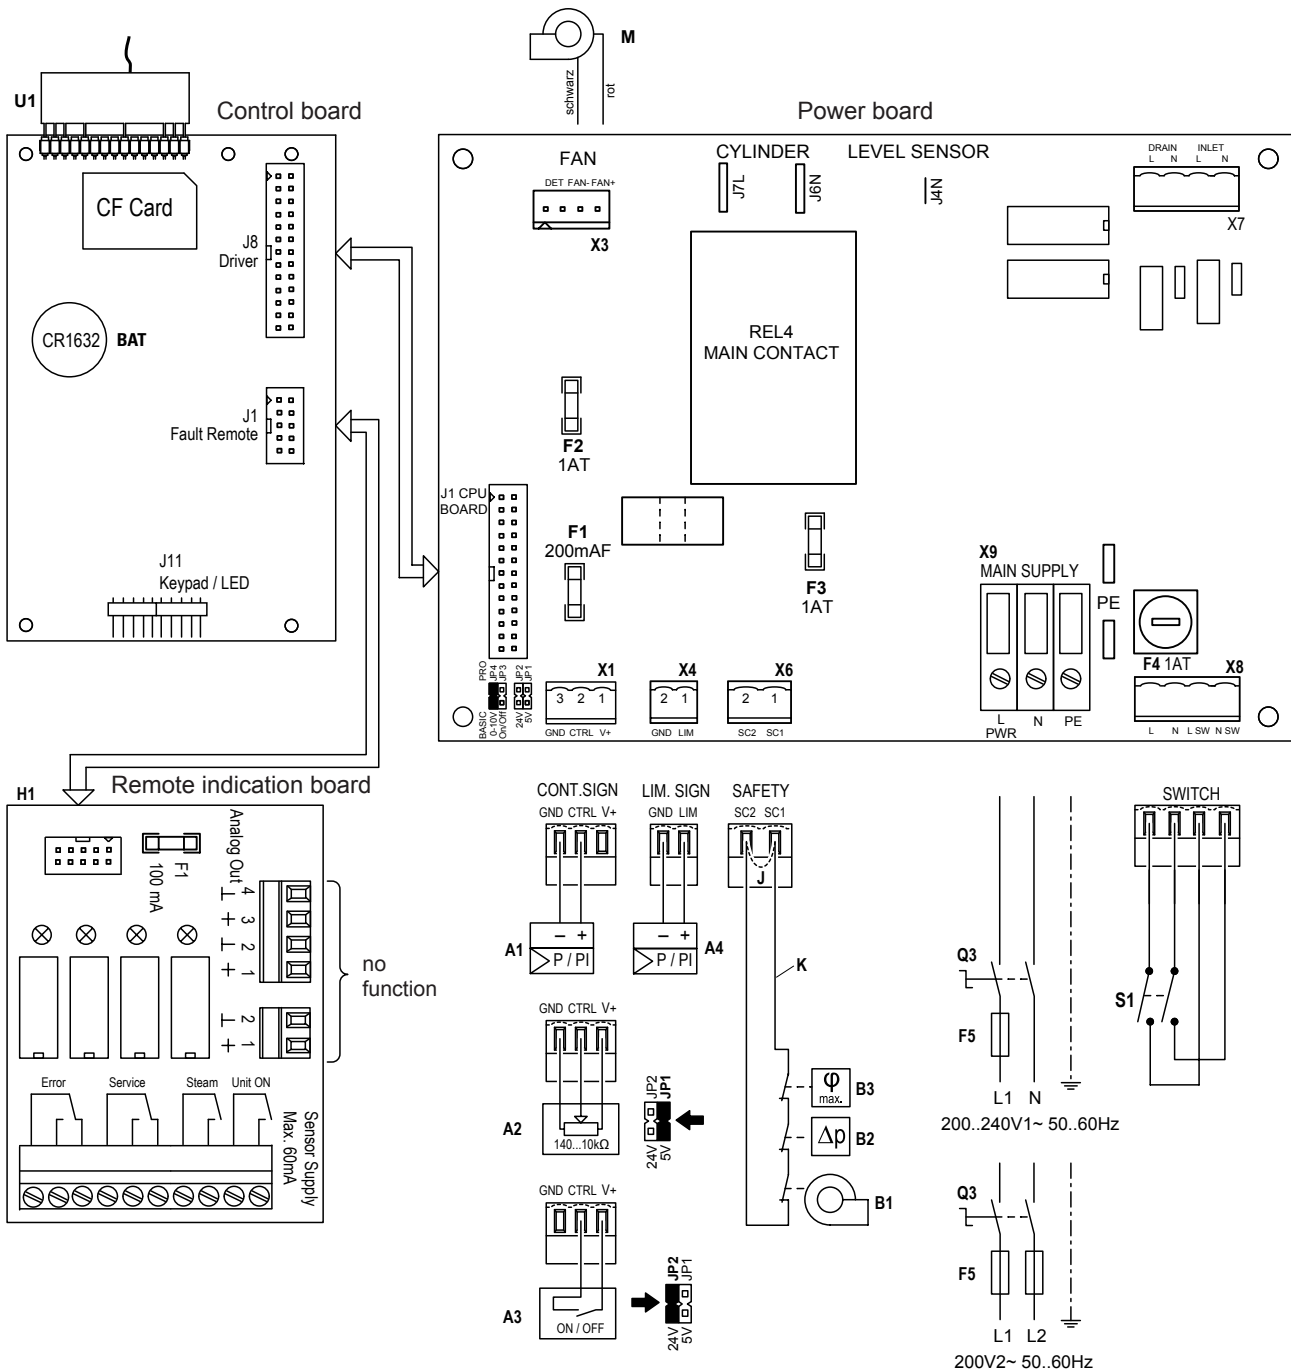 M
schwarz
rot
U1
Control board
Power board
CF Card
J8
Driver
CR1632 BAT
J1
Fault Remote
J11
Keypad / LED
FAN
DET FAN- FAN+
X3
CYLINDER
J7L
J6N
LEVEL SENSOR
J4N
DRAIN INLET
L N L N
X7
REL4
MAIN CONTACT
F2
1AT
J1 CPU
BOARD
F1
200mAF
F3
1AT
X9
MAIN SUPPLY
PE
F4 1AT
L N PE
PWR
X8
L N L SW N SW
PRO
JP4
JP3
JP2
JP1
BASIC
0-10V
On/Off
24V
5V
X1
3 2 1
GND CTRL V+
X4
2 1
GND LIM
X6
2 1
SC2 SC1
Remote indication board
H1
F1
100 mA
Analog Out
⊥ 4
+ 3
⊥ 2
+ 1
⊥ 2
+ 1
no
function
Error Service Steam Unit ON
Sensor Supply
Max. 60mA
CONT.SIGN
GND CTRL V+
A1
– +
P / PI
LIM. SIGN
GND LIM
– +
P / PI
A4
SAFETY
SC2 SC1
J
K
φ
max.
B3
Δp
B2
B1
GND CTRL V+
A2
140...10kΩ
JP2
JP1
24V
5V
GND CTRL V+
A3
ON / OFF
JP2
JP1
24V
5V
Q3
F5
L1 N
200..240V1~ 50..60Hz
Q3
F5
L1 L2
200V2~ 50..60Hz
SWITCH
S1